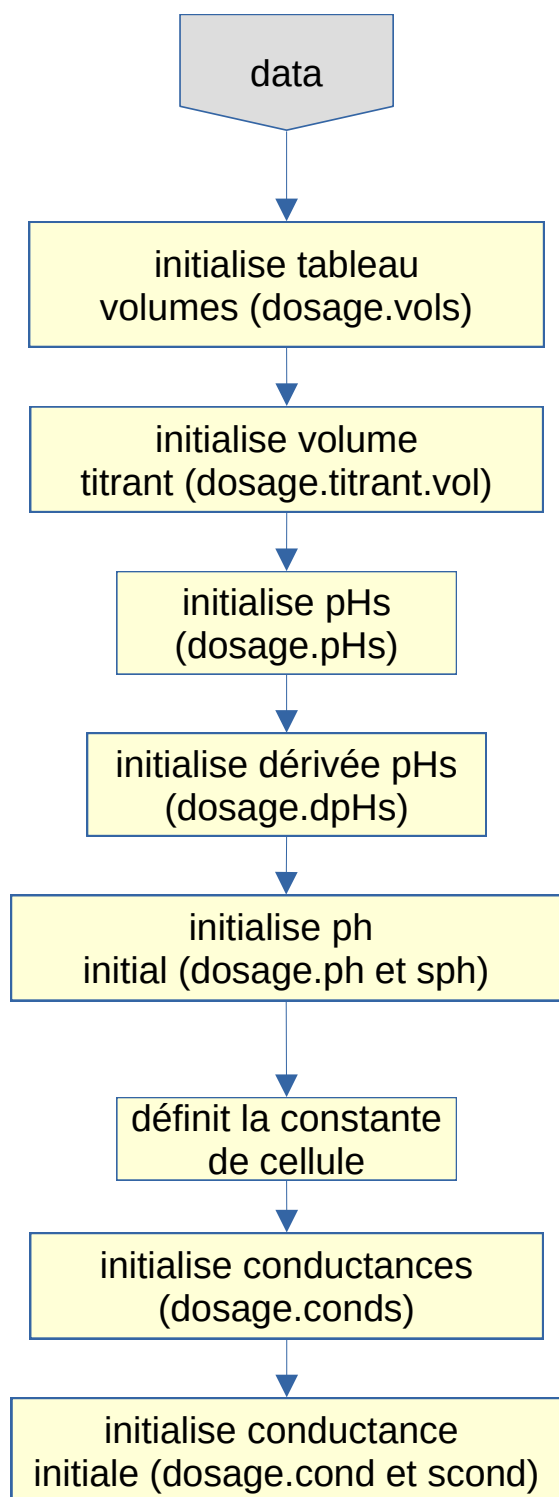 data
initialise tableau
volumes (dosage.vols)
initialise volume
titrant (dosage.titrant.vol)
initialise pHs
(dosage.pHs)
initialise dérivée pHs
(dosage.dpHs)
initialise ph
initial (dosage.ph et sph)
définit la constante
de cellule
initialise conductances
(dosage.conds)
initialise conductance
initiale (dosage.cond et scond)